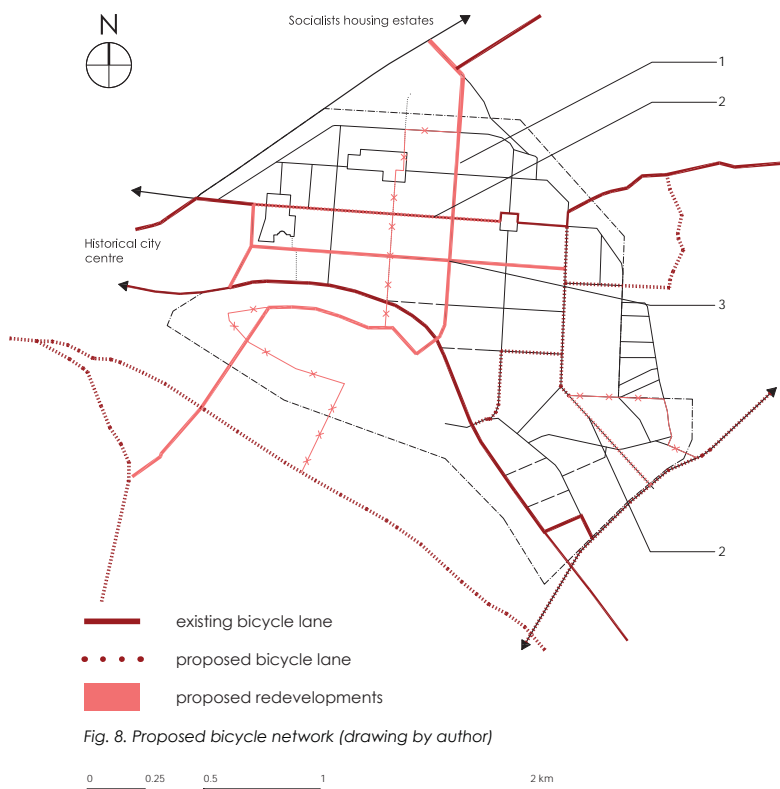 Socialists housing estates
N
1
2
Historical city
centre
3
2
existing bicycle lane
proposed bicycle lane
proposed redevelopments
Fig. 8. Proposed bicycle network (drawing by author)
0 0.25 0.5 1 2 km